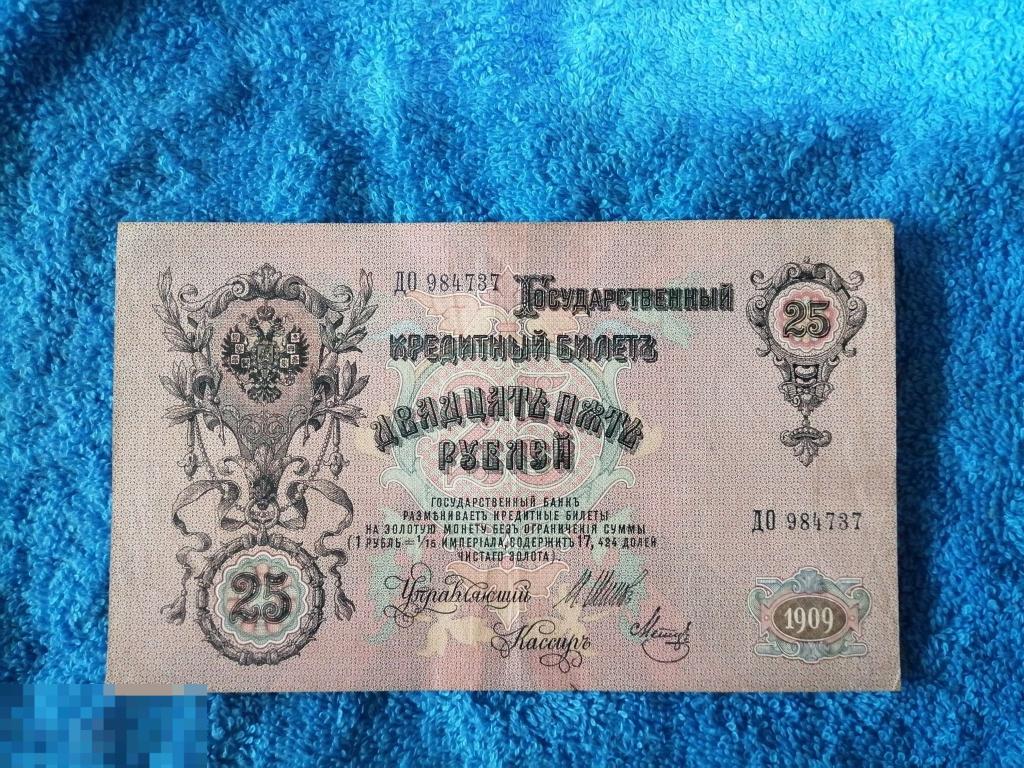 ДО 984737 Государственный
кредитный билетъ
двадцать пять
рублей
25
государственный банкъ
размѣниваетъ кредитные билеты
на золотую монету безъ ограниченія суммы
(1 рубль = 1/15 имперіала, содержитъ 17, 424 долей
чистаго золота).
ДО 984737
25
Управляющій
Кассиръ
1909